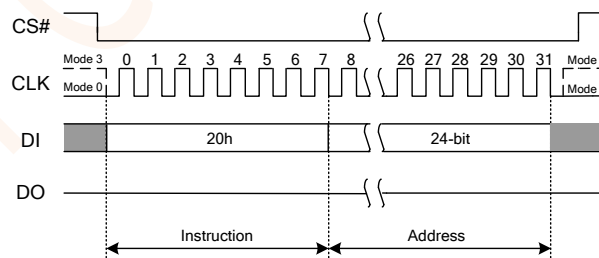 CS#
Mode 3 0 1 2 3 4 5 6 7 8 26 27 28 29 30 31 Mode
CLK
Mode 0 Mode
DI 20h 24-bit
DO
Instruction Address